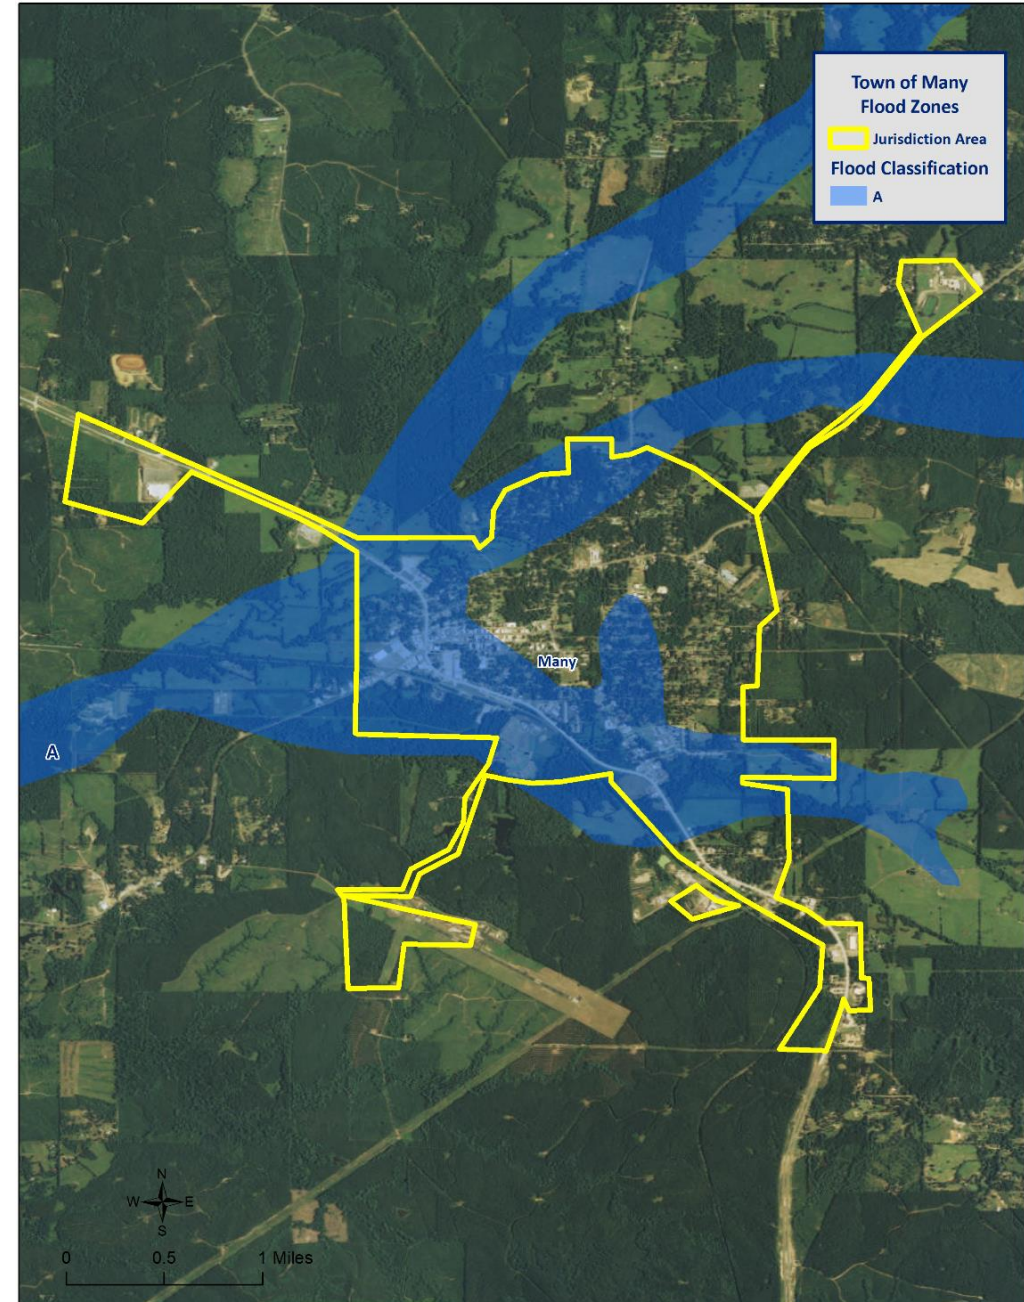 Town of Many
Flood Zones
Jurisdiction Area
Flood Classification
A
Many
A
N
W E
S
0 0.5 1 Miles